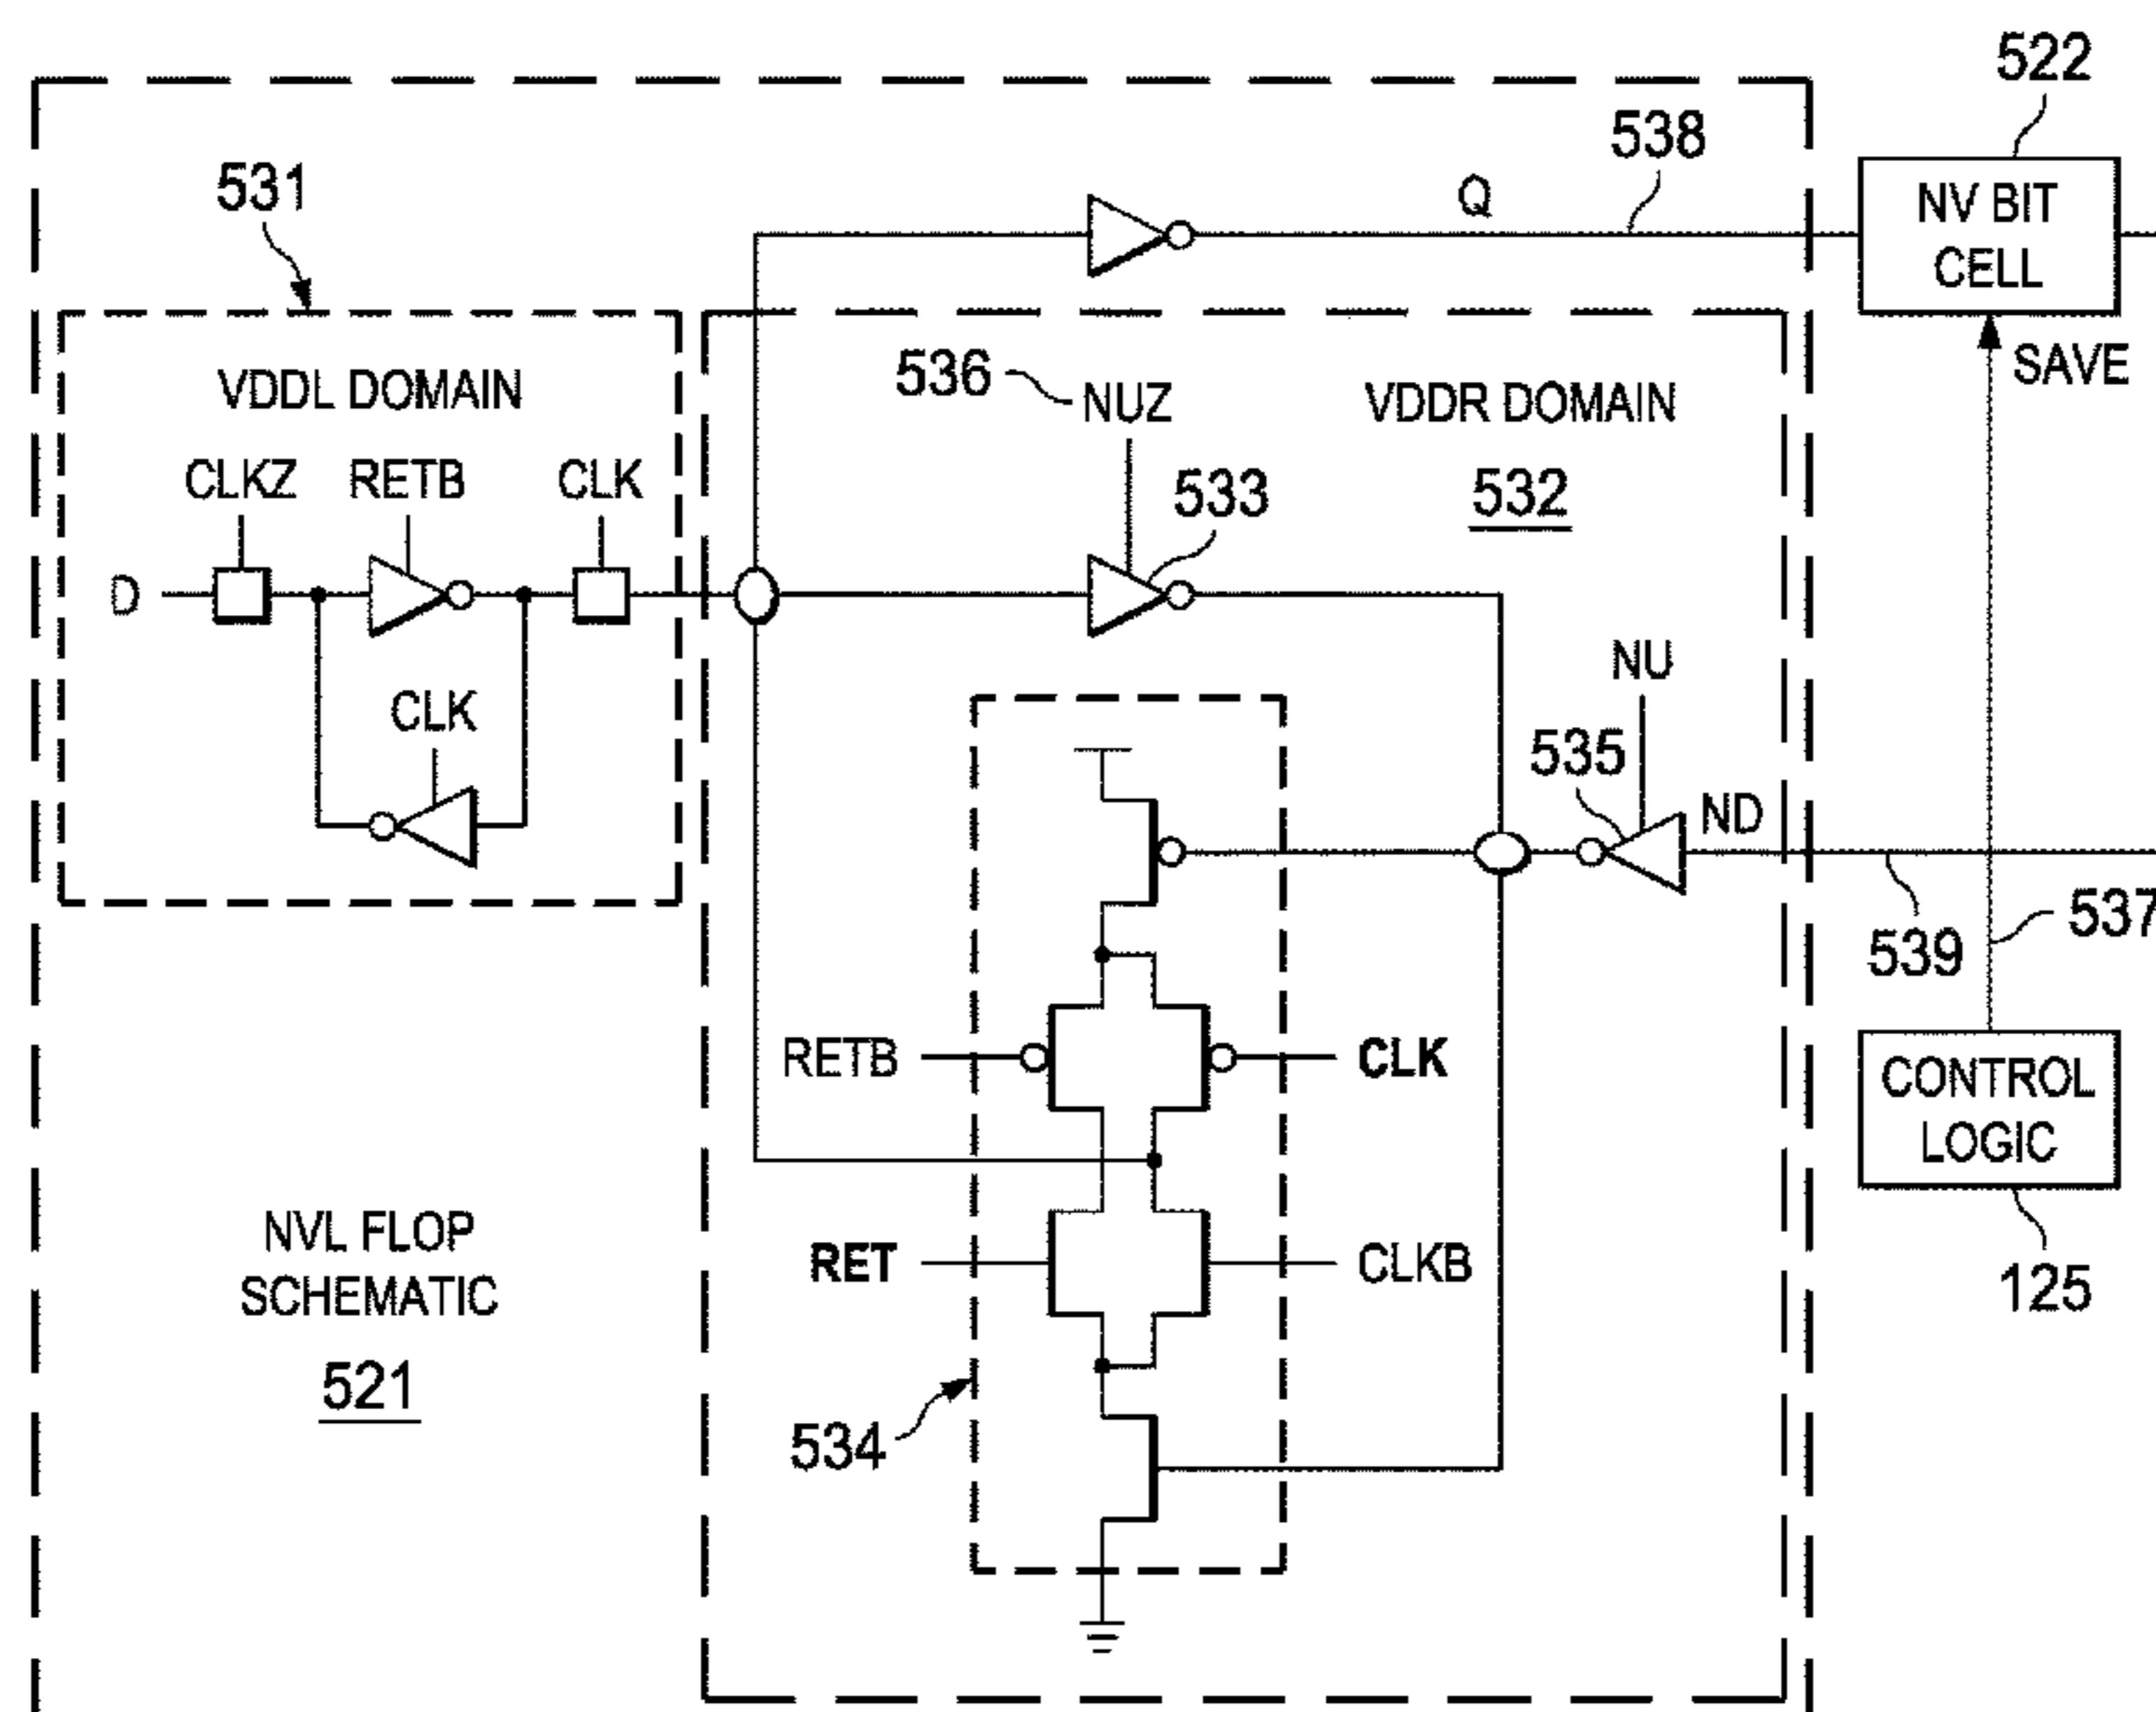 522
538
531
Q
NV BIT
CELL
536
NUZ
VDDL DOMAIN
VDDR DOMAIN
SAVE
CLKZ
RETB
CLK
533
532
D
NU
CLK
535
ND
539
537
RETB
CLK
CONTROL
LOGIC
NVL FLOP
SCHEMATIC
RET
CLKB
125
521
534